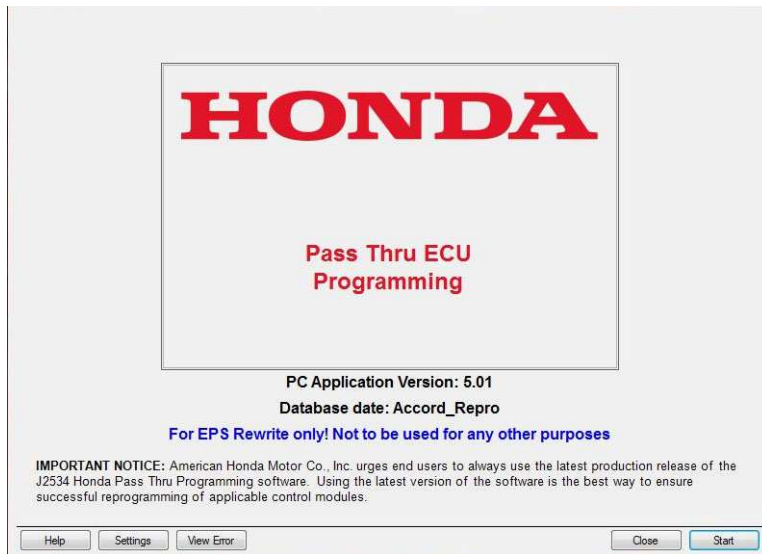 HONDA
Pass Thru ECU
Programming
PC Application Version: 5.01
Database date: Accord_Repro
For EPS Rewrite only! Not to be used for any other purposes
IMPORTANT NOTICE: American Honda Motor Co., Inc. urges end users to always use the latest production release of the
J2534 Honda Pass Thru Programming software. Using the latest version of the software is the best way to ensure
successful reprogramming of applicable control modules.
Help Settings View Error Close Start